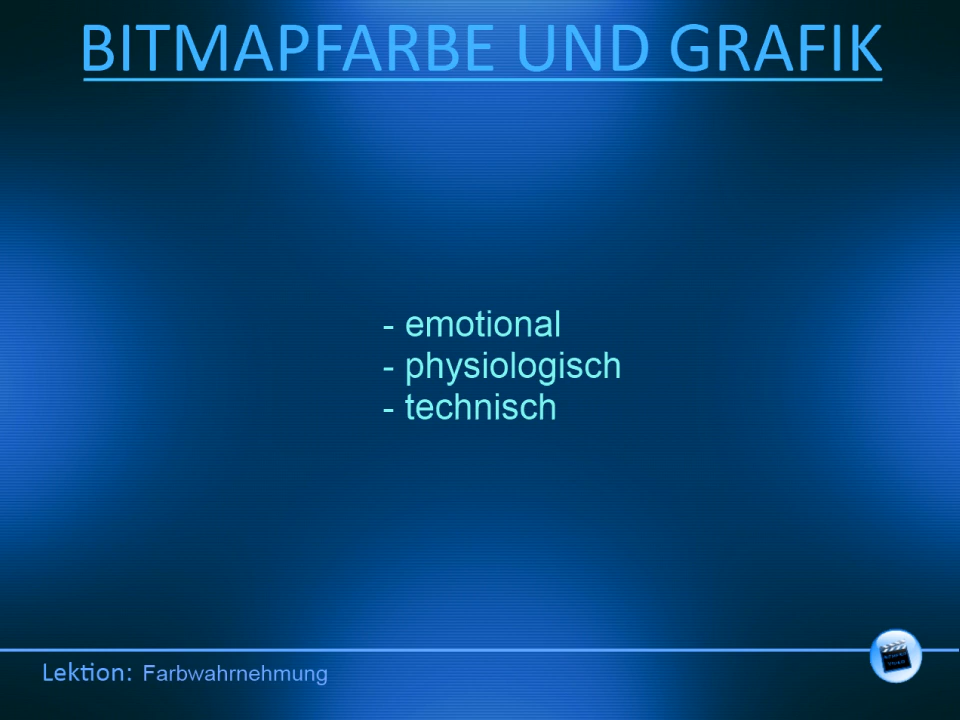 BITMAPFARBE UND GRAFIK
- emotional
- physiologisch
- technisch
Lektion: Farbwahrnehmung